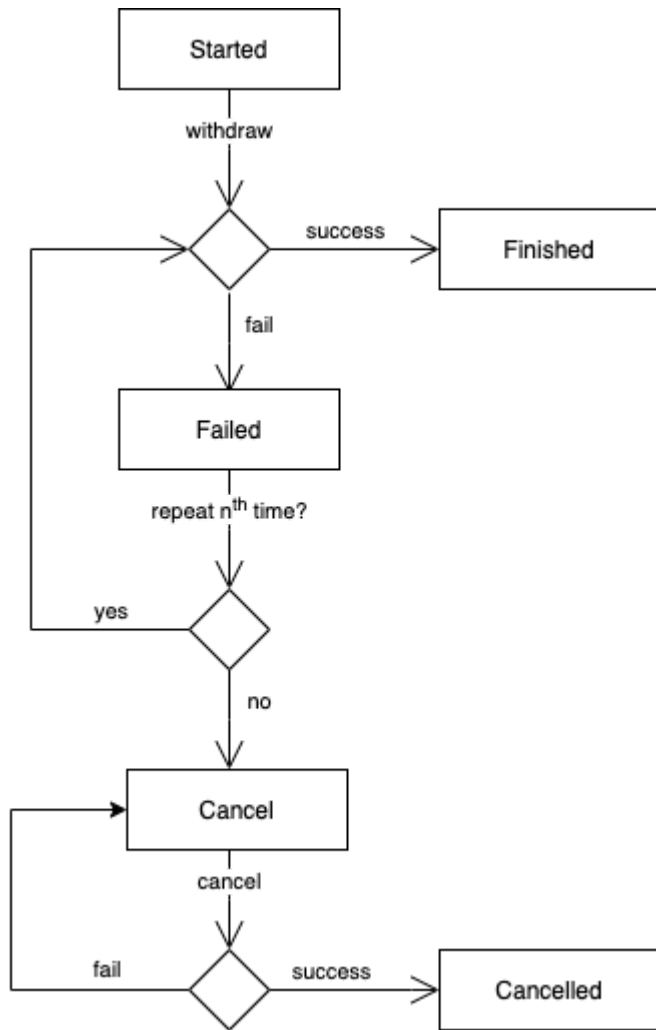 Started
withdraw
success
Finished
fail
Failed
repeat nth time?
yes
no
Cancel
cancel
fail
success
Cancelled